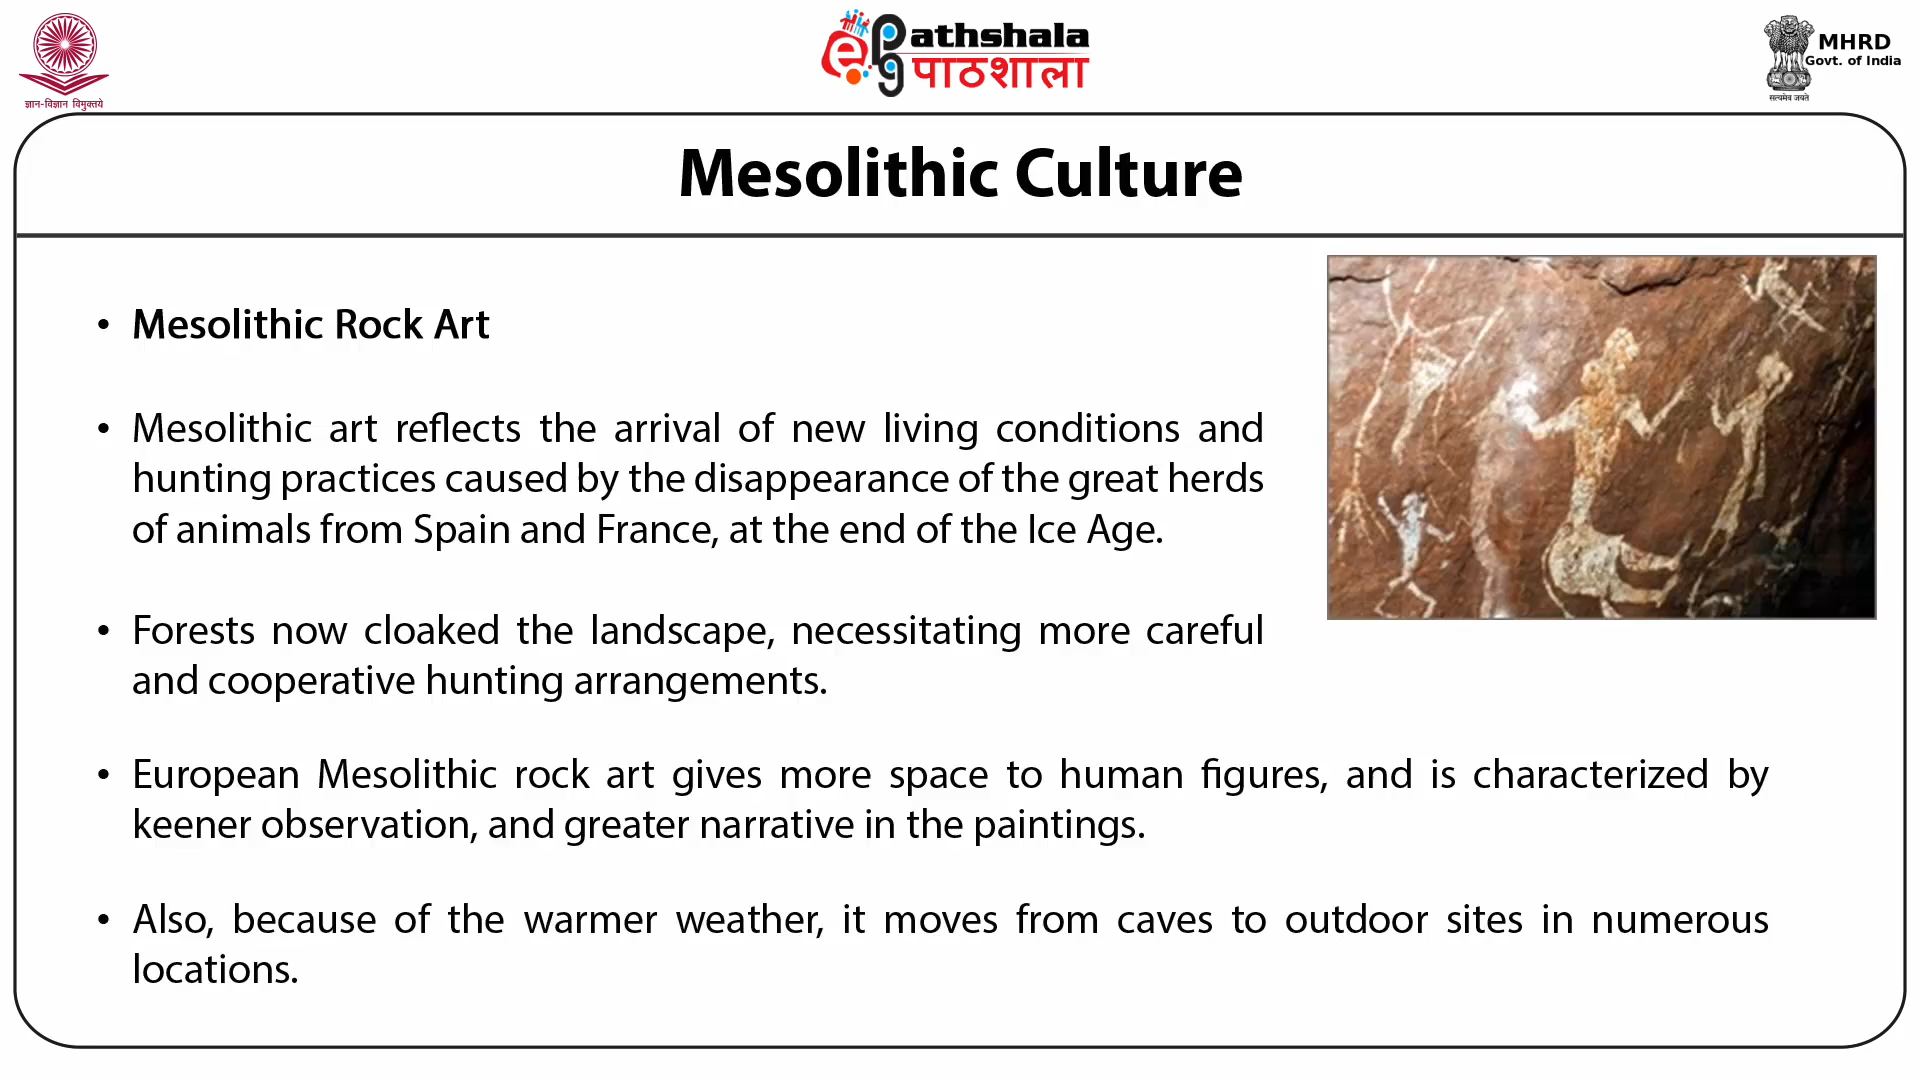 ज्ञान-विज्ञान विमुक्तये
ePathshala
पाठशाला
MHRD
Govt. of India
सत्यमेव जयते
Mesolithic Culture
• Mesolithic Rock Art
• Mesolithic art reflects the arrival of new living conditions and
hunting practices caused by the disappearance of the great herds
of animals from Spain and France, at the end of the Ice Age.
• Forests now cloaked the landscape, necessitating more careful
and cooperative hunting arrangements.
• European Mesolithic rock art gives more space to human figures, and is characterized by
keener observation, and greater narrative in the paintings.
• Also, because of the warmer weather, it moves from caves to outdoor sites in numerous
locations.